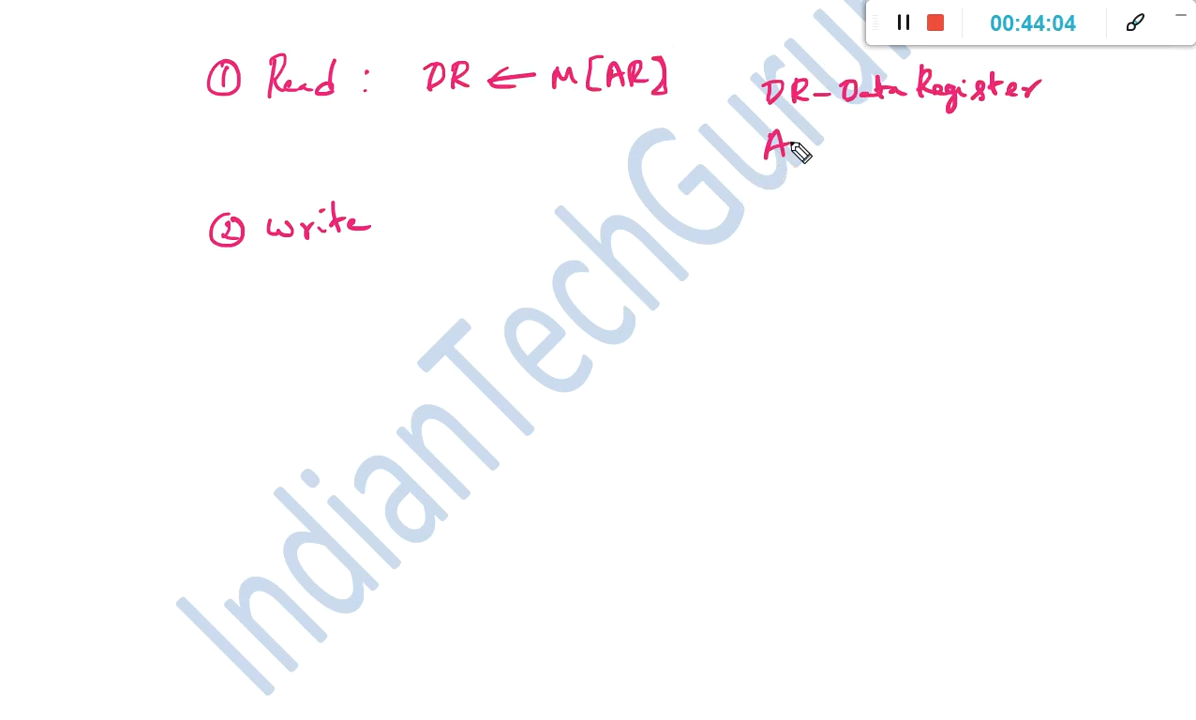 00:44:04
① Read : DR ← M[AR]
DR - Data Register
A
② write
IndianTechGuru